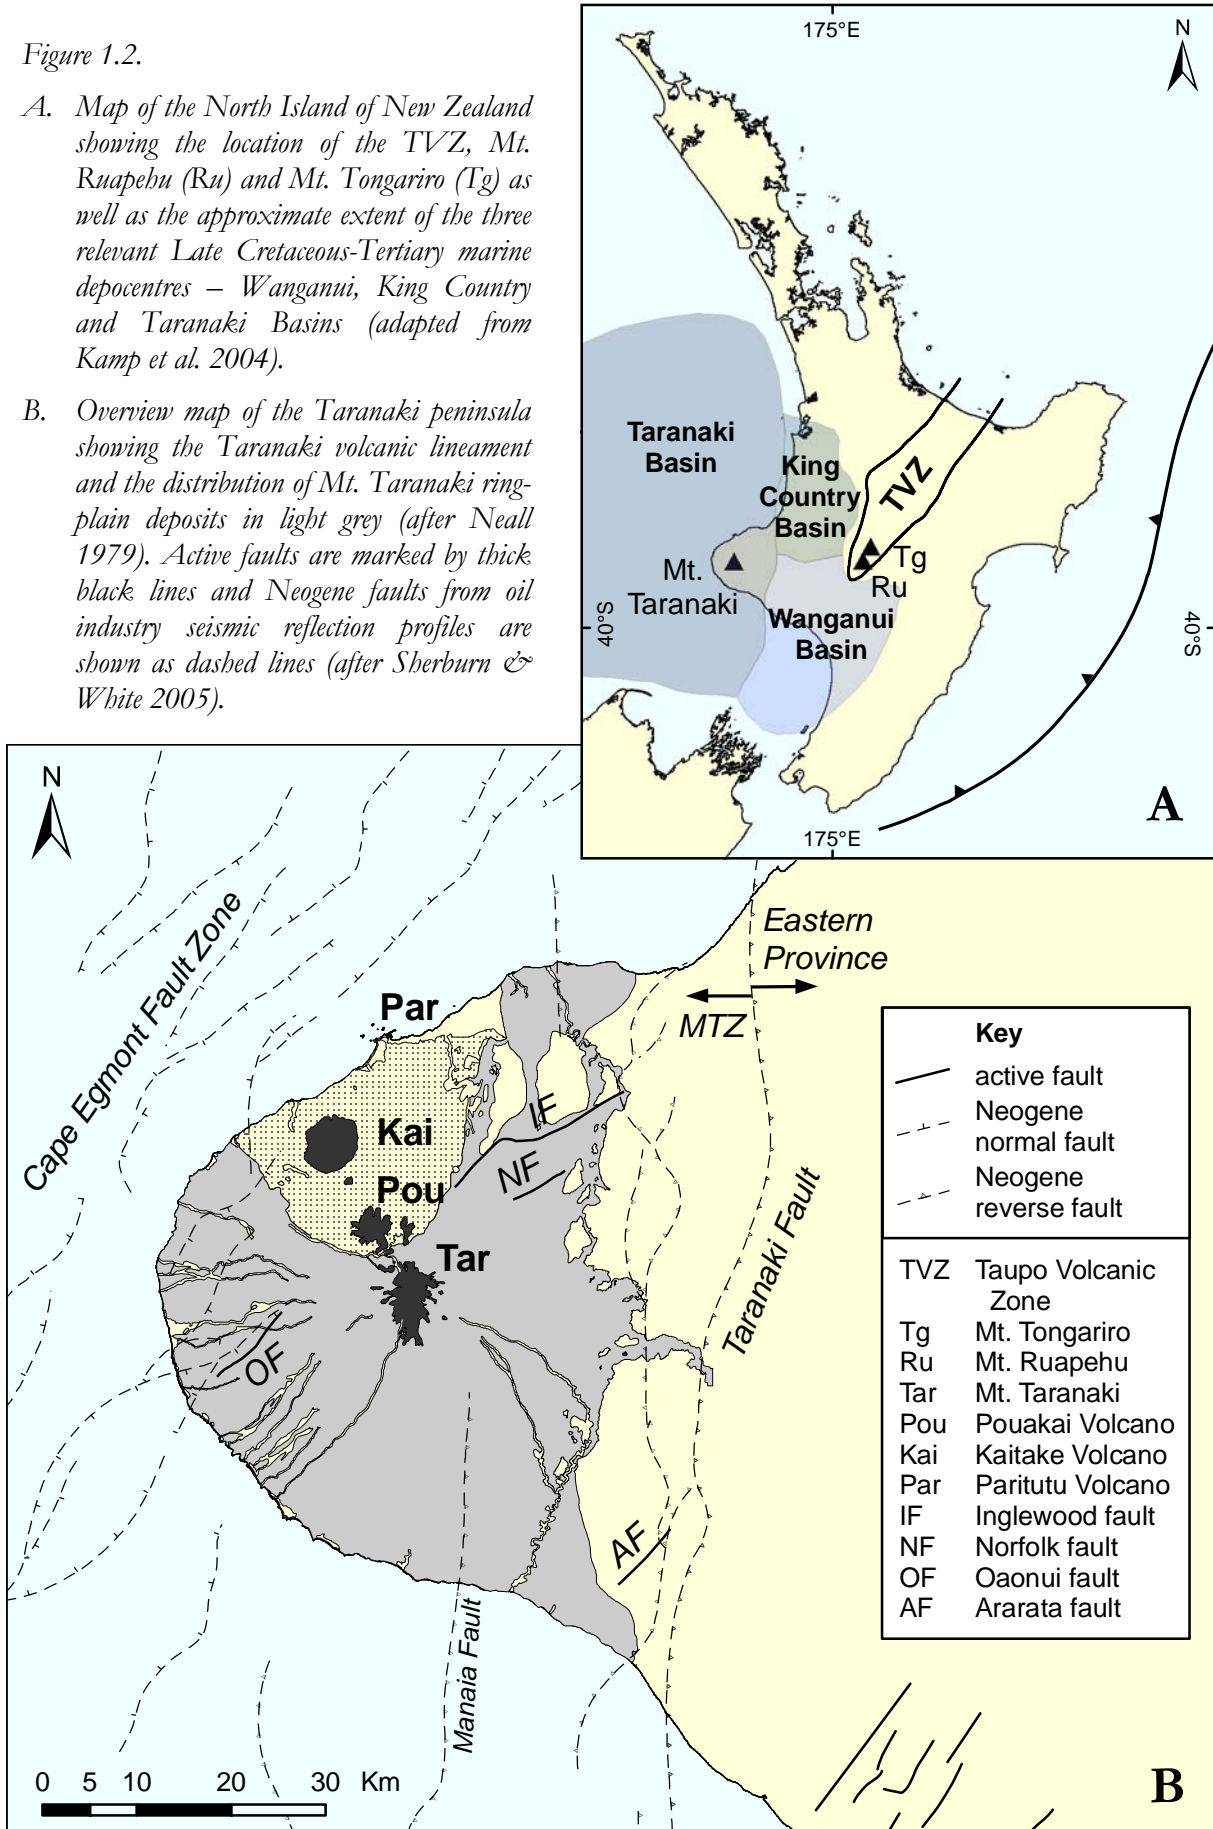 Figure 1.2.
A. Map of the North Island of New Zealand
showing the location of the TVZ, Mt.
Ruapehu (Ru) and Mt. Tongariro (Tg) as
well as the approximate extent of the three
relevant Late Cretaceous-Tertiary marine
depocentres – Wanganui, King Country
and Taranaki Basins (adapted from
Kamp et al. 2004).
B. Overview map of the Taranaki peninsula
showing the Taranaki volcanic lineament
and the distribution of Mt. Taranaki ring-
plain deposits in light grey (after Neall
1979). Active faults are marked by thick
black lines and Neogene faults from oil
industry seismic reflection profiles are
shown as dashed lines (after Sherburn &
White 2005).
175°E
N
Taranaki
Basin
King
Country
Basin
TVZ
Tg
Ru
Mt.
Taranaki
Wanganui
Basin
40°S
40°S
175°E
A
N
Cape Egmont Fault Zone
Eastern
Province
MTZ
Par
Kai
Pou
Tar
IF
NF
OF
AF
Taranaki Fault
Manaia Fault
Key
active fault
Neogene
normal fault
Neogene
reverse fault
TVZ Taupo Volcanic
Zone
Tg Mt. Tongariro
Ru Mt. Ruapehu
Tar Mt. Taranaki
Pou Pouakai Volcano
Kai Kaitake Volcano
Par Paritutu Volcano
IF Inglewood fault
NF Norfolk fault
OF Oaonui fault
AF Ararata fault
0 5 10 20 30 Km
B